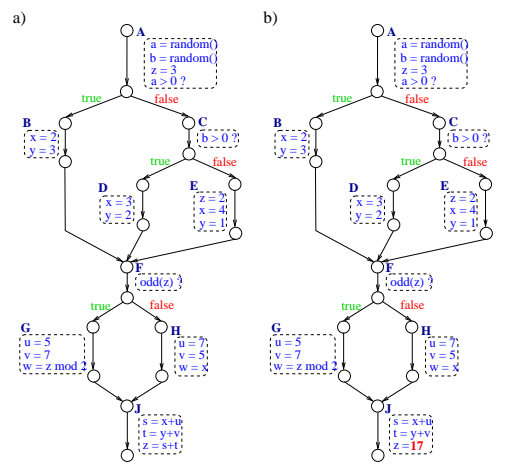 a)
A
a = random()
b = random()
z = 3
a > 0 ?
true
false
B
x = 2
y = 3
C
b > 0 ?
true
false
D
x = 3
y = 2
E
z = 2
x = 4
y = 1
F
odd(z) ?
true
false
G
u = 5
v = 7
w = z mod 2
H
u = 7
v = 5
w = x
J
s = x+u
t = y+v
z = s+t
b)
A
a = random()
b = random()
z = 3
a > 0 ?
true
false
B
x = 2
y = 3
C
b > 0 ?
true
false
D
x = 3
y = 2
E
z = 2
x = 4
y = 1
F
odd(z) ?
true
false
G
u = 5
v = 7
w = z mod 2
H
u = 7
v = 5
w = x
J
s = x+u
t = y+v
z = 17